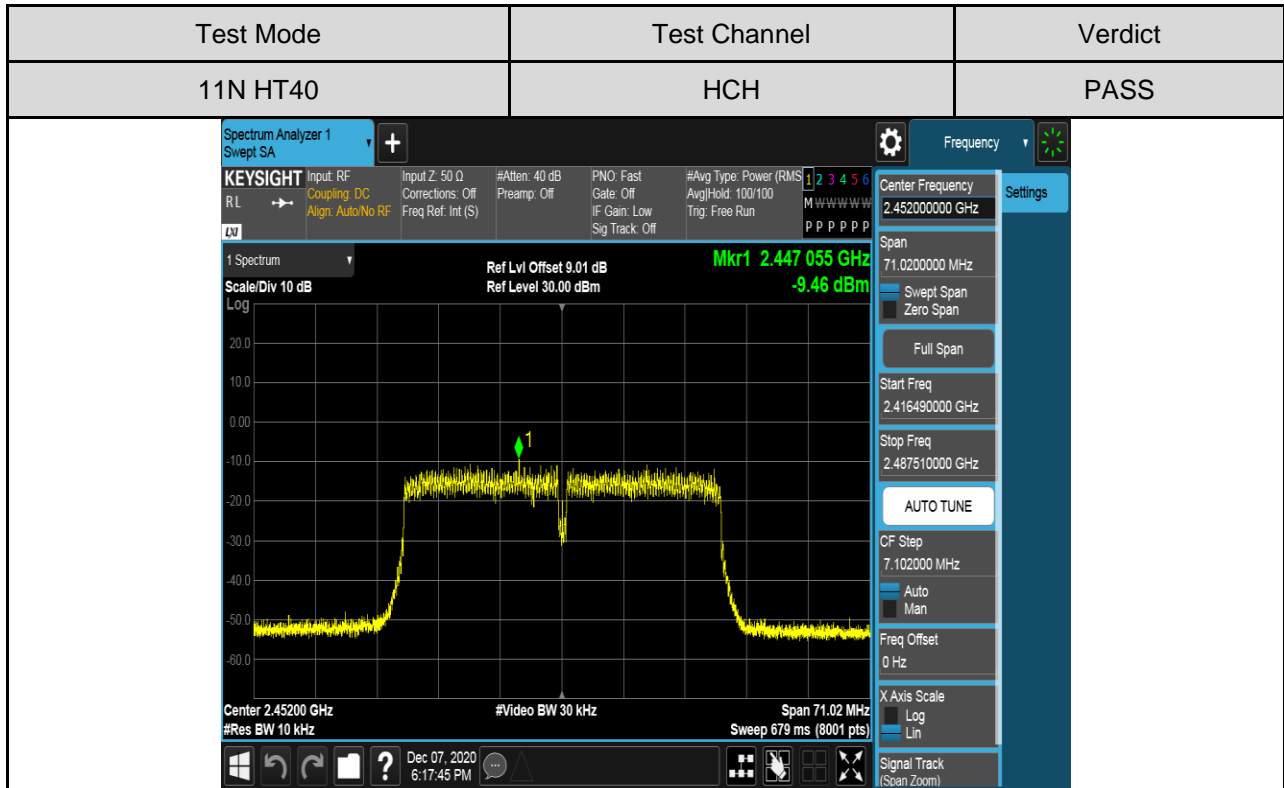 Test Mode Test Channel Verdict
11N HT40 HCH PASS
Spectrum Analyzer 1
Swept SA
+
Frequency
KEYSIGHT
RL
LXI
Input: RF
Coupling: DC
Align: Auto/No RF
Input Z: 50 Ω
Corrections: Off
Freq Ref: Int (S)
#Atten: 40 dB
Preamp: Off
PNO: Fast
Gate: Off
IF Gain: Low
Sig Track: Off
#Avg Type: Power (RMS
Avg|Hold: 100/100
Trig: Free Run
1 2 3 4 5 6
M W W W W W
P P P P P P
1 Spectrum
Scale/Div 10 dB
Ref Lvl Offset 9.01 dB
Ref Level 30.00 dBm
Mkr1 2.447 055 GHz
-9.46 dBm
Log
20.0
10.0
0.00
1
-10.0
-20.0
-30.0
-40.0
-50.0
-60.0
Center 2.45200 GHz
#Res BW 10 kHz
#Video BW 30 kHz
Span 71.02 MHz
Sweep 679 ms (8001 pts)
?
Dec 07, 2020
6:17:45 PM
Center Frequency
2.452000000 GHz
Span
71.0200000 MHz
Swept Span
Zero Span
Full Span
Start Freq
2.416490000 GHz
Stop Freq
2.487510000 GHz
AUTO TUNE
CF Step
7.102000 MHz
Auto
Man
Freq Offset
0 Hz
X Axis Scale
Log
Lin
Signal Track
(Span Zoom)
Settings